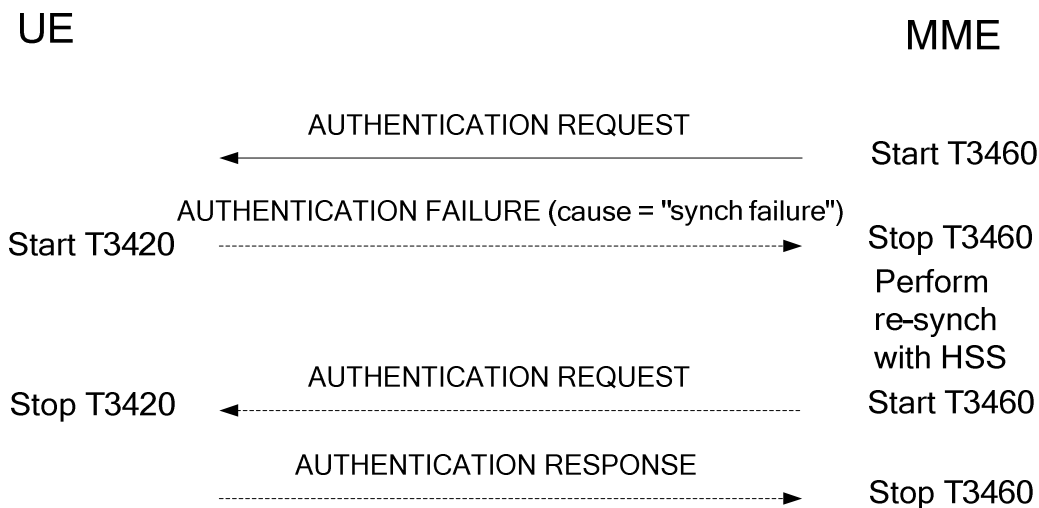 UE
MME
AUTHENTICATION REQUEST
Start T3460
AUTHENTICATION FAILURE (cause = "synch failure")
Start T3420
Stop T3460
Perform
re-synch
with HSS
AUTHENTICATION REQUEST
Stop T3420
Start T3460
AUTHENTICATION RESPONSE
Stop T3460